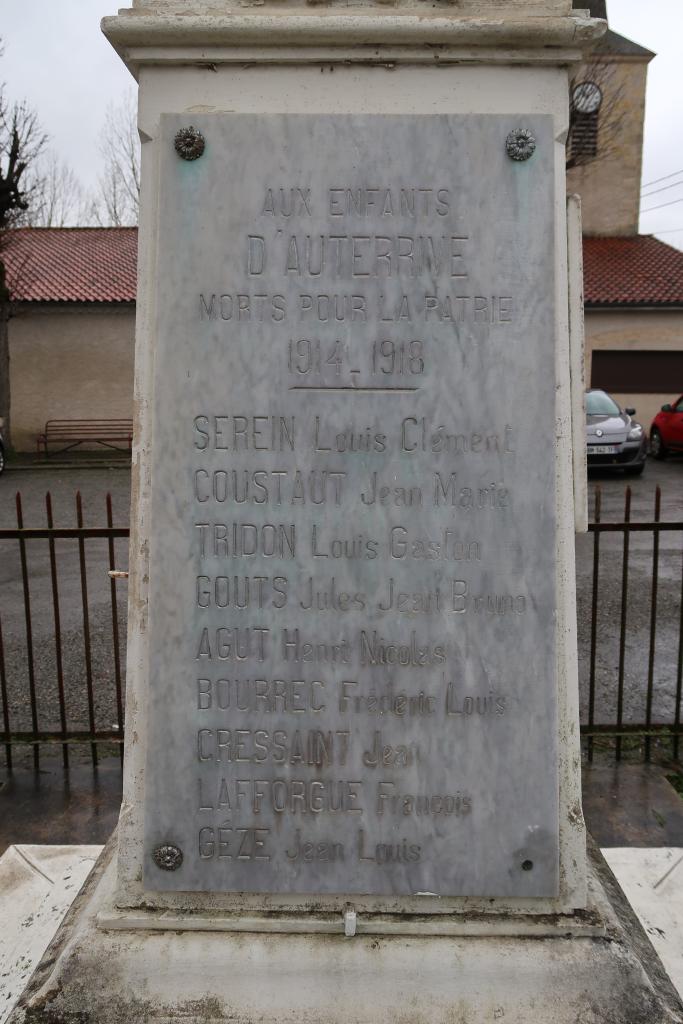 AUX ENFANTS
D'AUTERRIVE
MORTS POUR LA PATRIE
1914-1918
SEREIN Louis Clément
COUSTAUT Jean Marie
TRIDON Louis Gaston
GOUTS Jules Jean Bruno
AGUT Henri Nicolas
BOURREC Frédéric Louis
CRESSAINT Jean
LAFFORGUE François
GÉZE Jean Louis